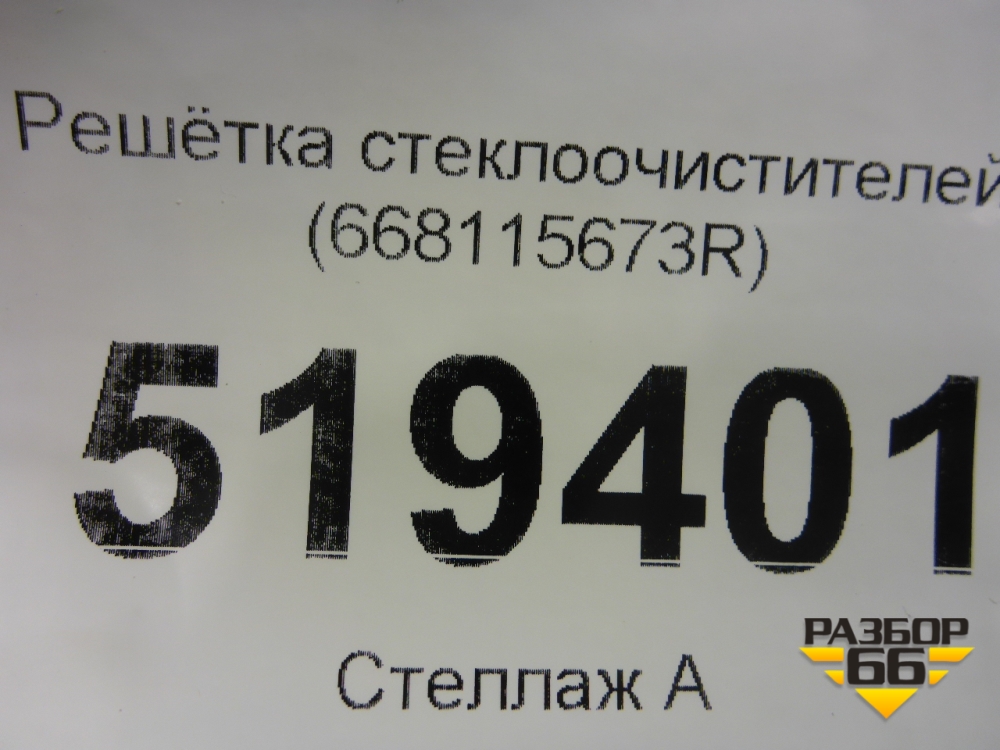 Решётка стеклоочистителей
(668115673R)
519401
Стеллаж А
РАЗБОР
66